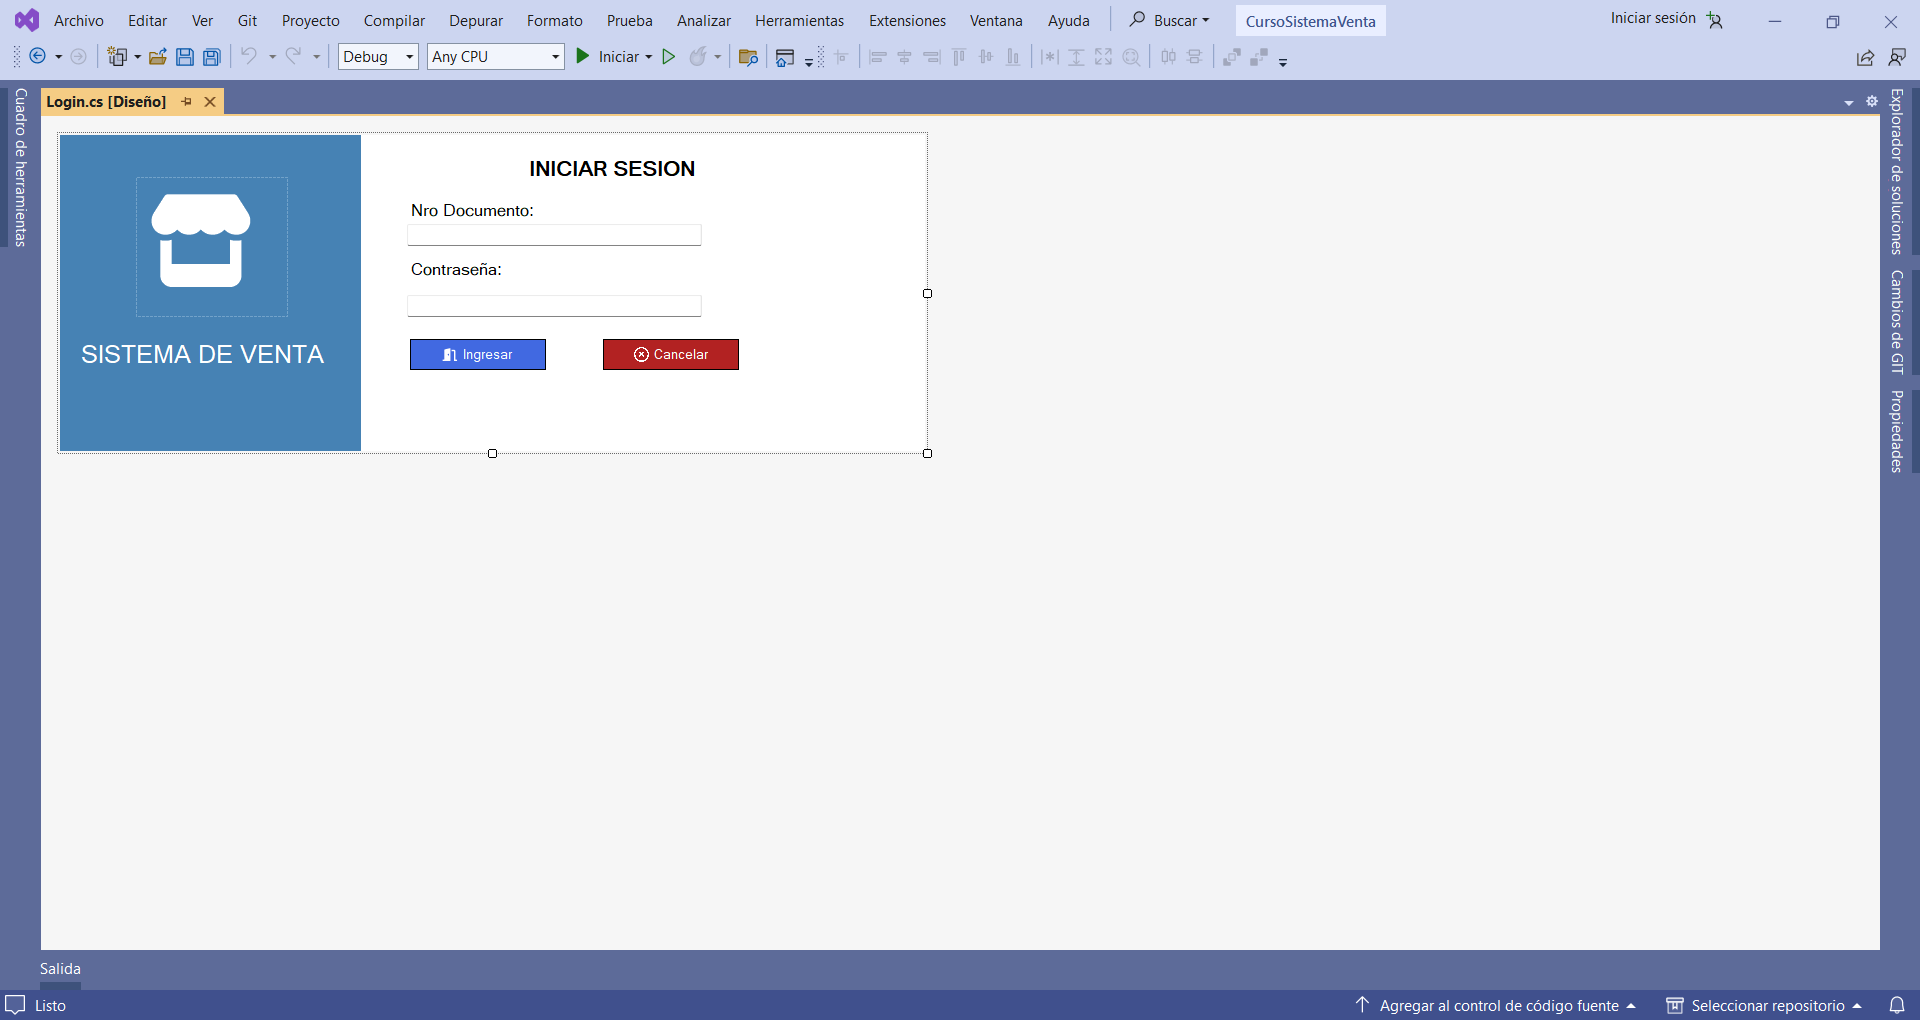 Archivo Editar Ver Git Proyecto Compilar Depurar Formato Prueba Analizar Herramientas Extensiones Ventana Ayuda Buscar CursoSistemaVenta Iniciar sesión
Debug Any CPU Iniciar
Cuadro de herramientas
Login.cs [Diseño]
SISTEMA DE VENTA
INICIAR SESION
Nro Documento:
Contraseña:
Ingresar Cancelar
Explorador de soluciones
Cambios de GIT
Propiedades
Salida
Listo Agregar al control de código fuente Seleccionar repositorio